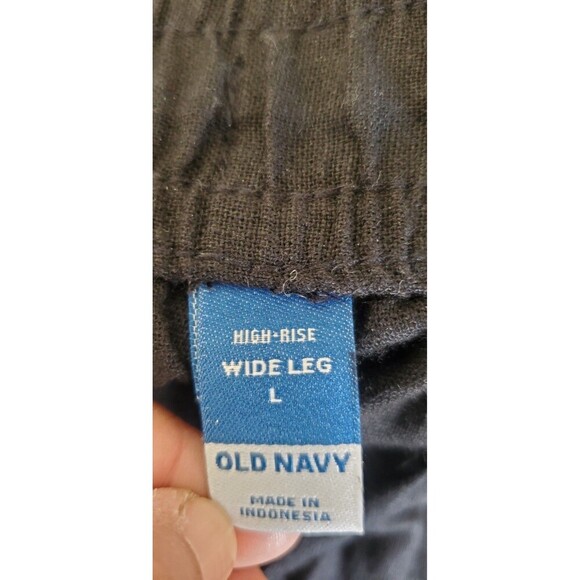 HIGH-RISE
WIDE LEG
L
OLD NAVY
MADE IN
INDONESIA